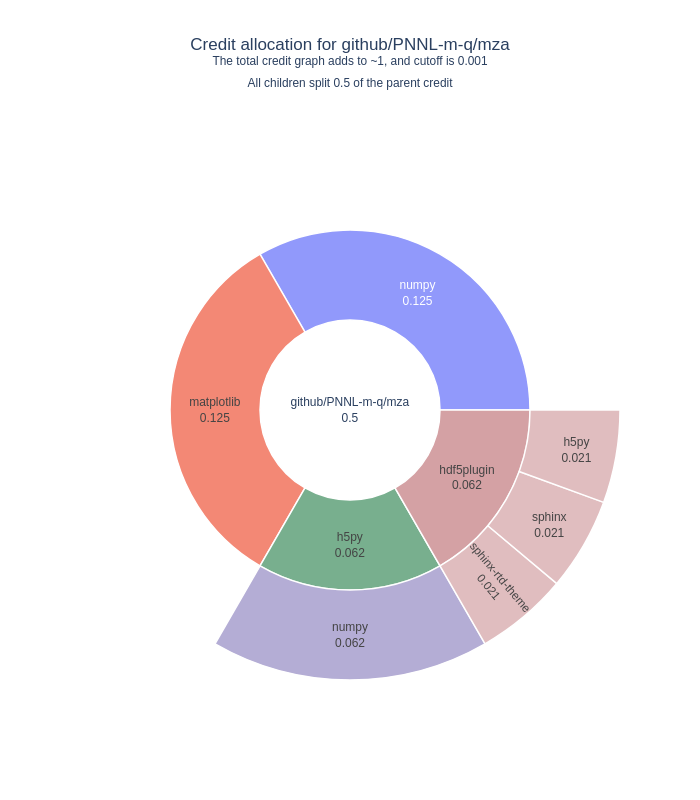 Credit allocation for github/PNNL-m-q/mza
The total credit graph adds to ~1, and cutoff is 0.001
All children split 0.5 of the parent credit
numpy
0.125
matplotlib
0.125
github/PNNL-m-q/mza
0.5
h5py
0.021
hdf5plugin
0.062
sphinx
0.021
h5py
0.062
sphinx-rtd-theme
0.021
numpy
0.062